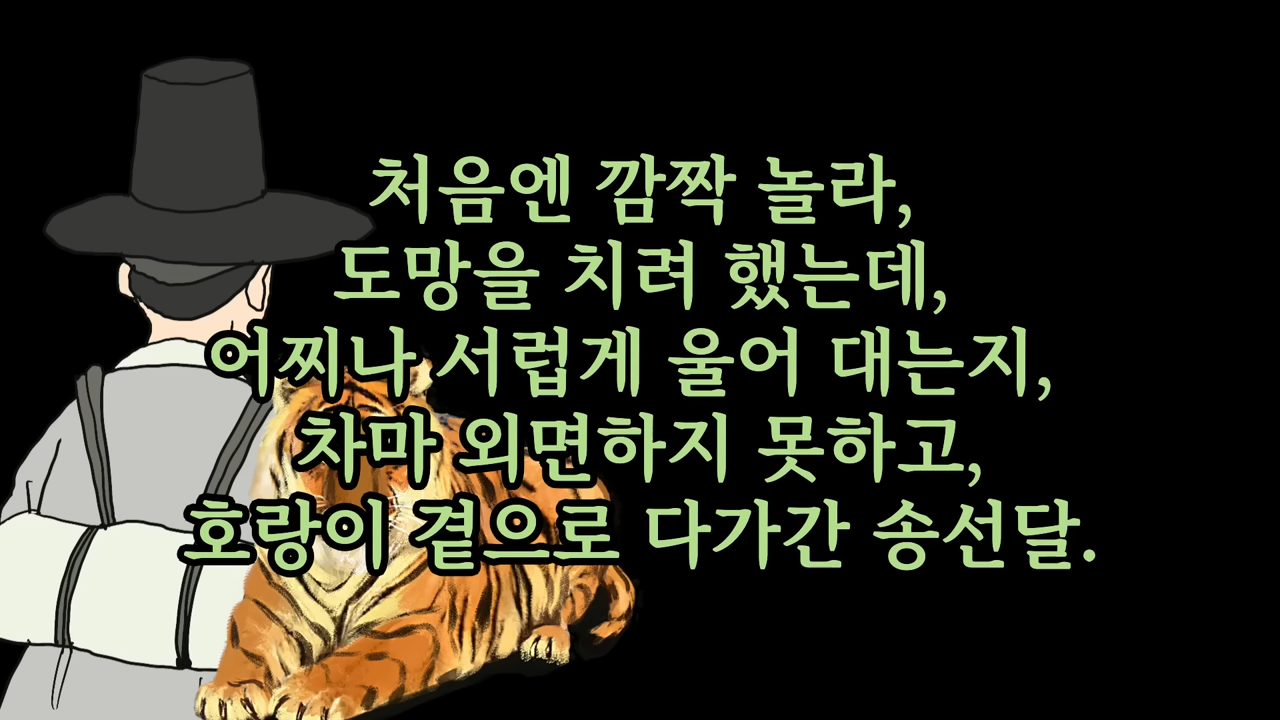 처음엔 깜짝 놀라,
도망을 치려 했는데,
어찌나 서럽게 울어 대는지,
차마 외면하지 못하고,
호랑이 곁으로 다가간 송선달.